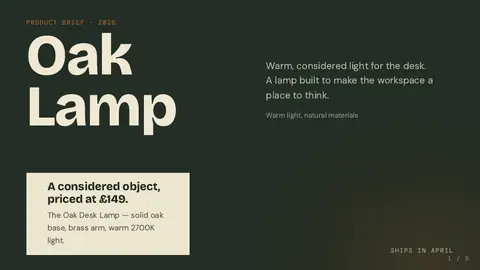 PRODUCT BRIEF · 2026
Oak
Lamp
Warm, considered light for the desk.
A lamp built to make the workspace a
place to think.
Warm light, natural materials
A considered object,
priced at £149.
The Oak Desk Lamp — solid oak
base, brass arm, warm 2700K
light.
SHIPS IN APRIL
1 / 6